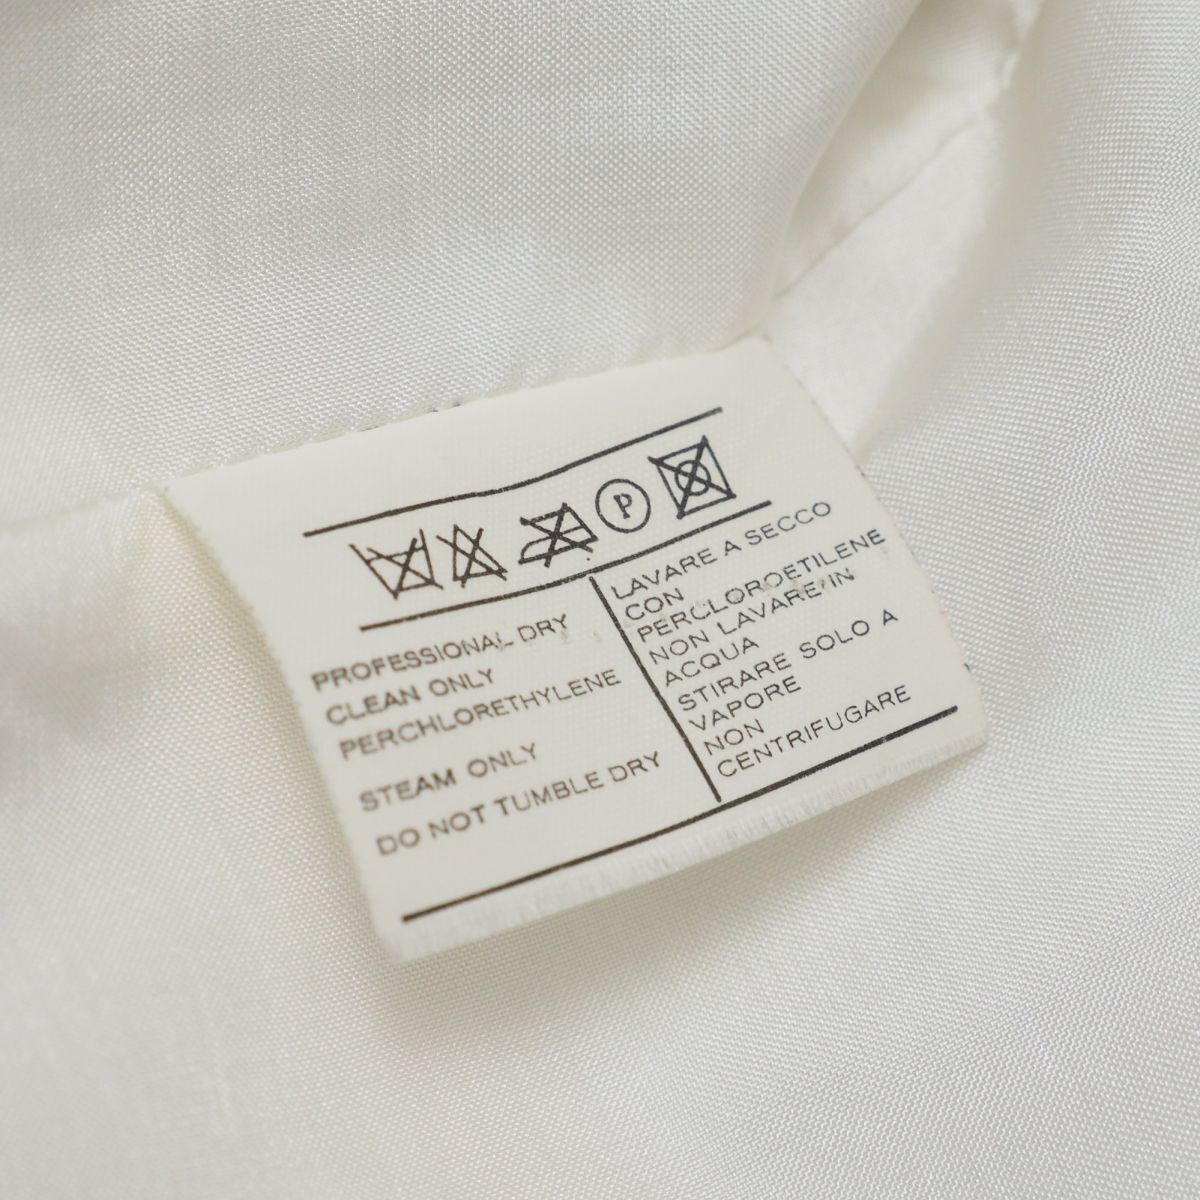 P
PROFESSIONAL DRY
CLEAN ONLY
PERCHLORETHYLENE
STEAM ONLY
DO NOT TUMBLE DRY
LAVARE A SECCO
CON
PERCLOROETILENE
NON LAVARE IN
ACQUA
STIRARE SOLO A
VAPORE
NON
CENTRIFUGARE